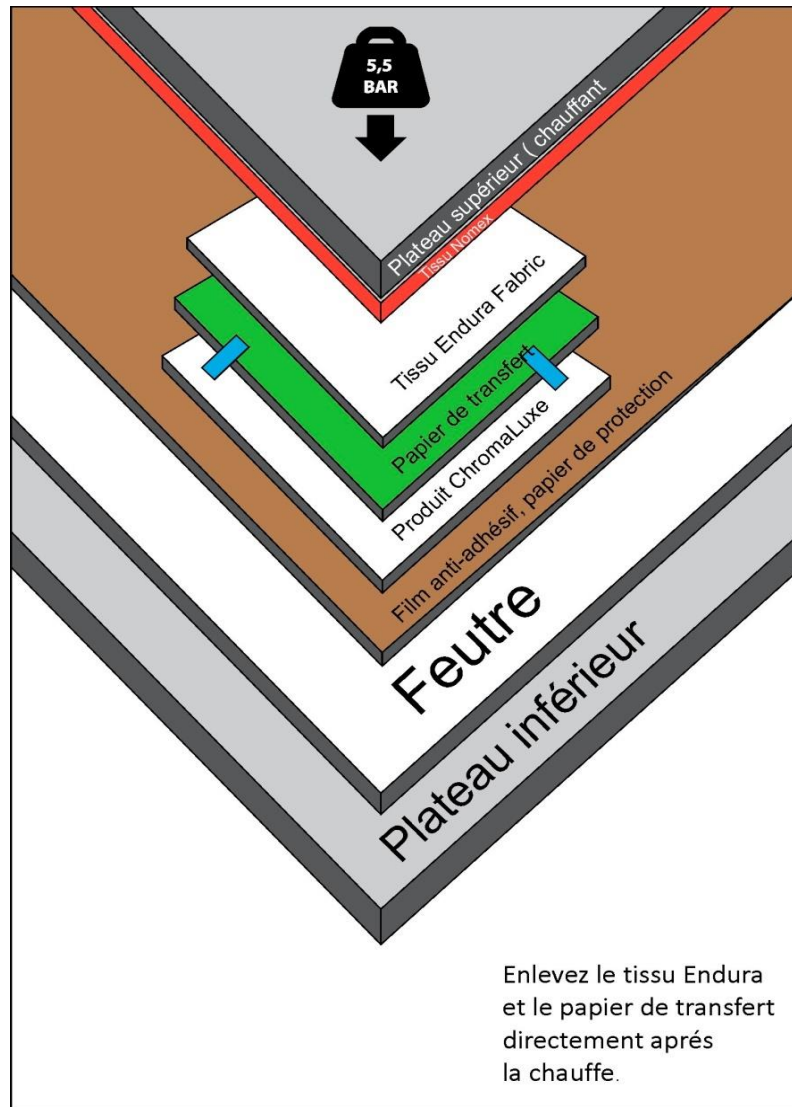 5,5
BAR
Plateau supérieur ( chauffant
Tissu Nomex
Tissu Endura Fabric
Papier de transfert
Produit ChromaLuxe
Film anti-adhésif, papier de protection
Feutre
Plateau inférieur
Enlevez le tissu Endura
et le papier de transfert
directement aprés
la chauffe.